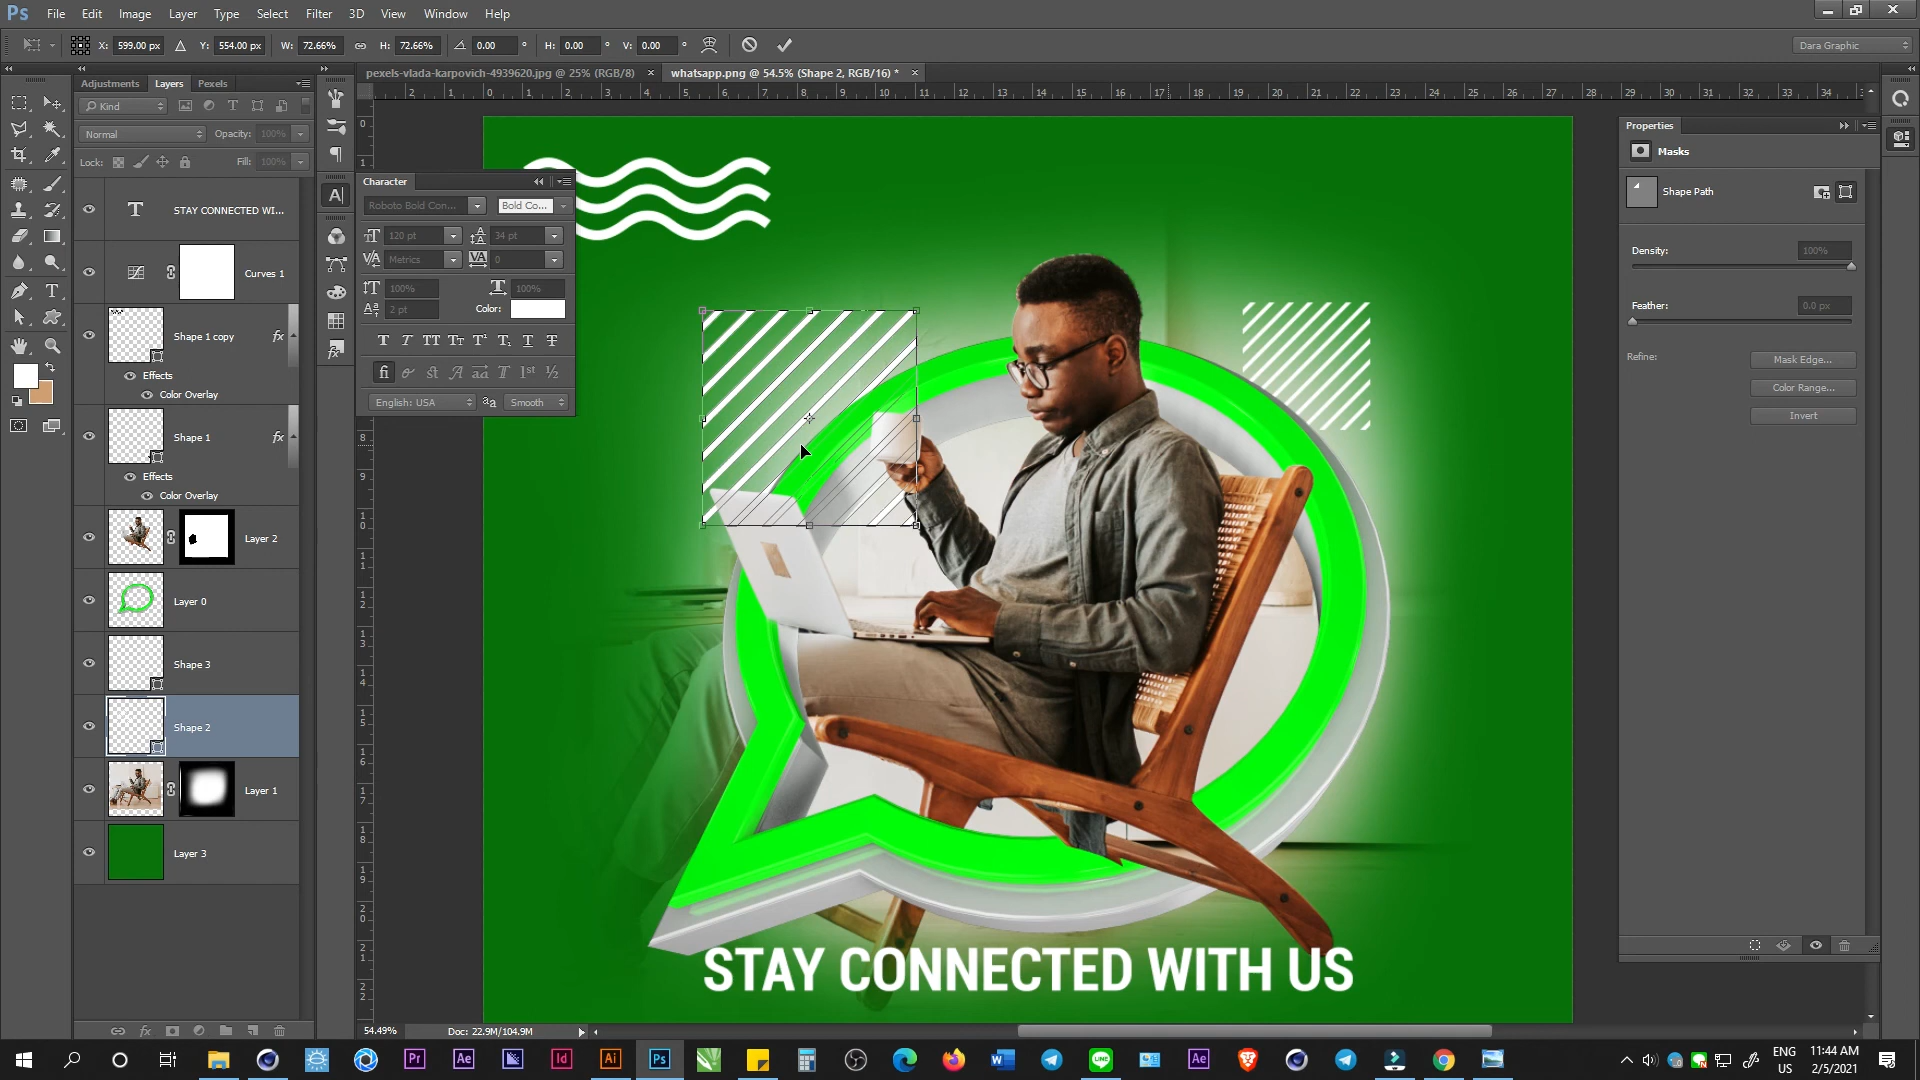 Ps File Edit Image Layer Type Select Filter 3D View Window Help
X: 599.00 px Y: 554.00 px W: 72.66% H: 72.66% 0.00 ° H: 0.00 ° V: 0.00 ° Dara Graphic
Adjustments Layers Pexels
pexels-vlada-karpovich-4939620.jpg @ 25% (RGB/8) × whatsapp.png @ 54.5% (Shape 2, RGB/16) * ×
Kind
Normal Opacity: 100%
Lock: Fill: 100%
STAY CONNECTED WI...
Curves 1
Shape 1 copy fx
Effects
Color Overlay
Shape 1 fx
Effects
Color Overlay
Layer 2
Layer 0
Shape 3
Shape 2
Layer 1
Layer 3
Character
Roboto Bold Con... Bold Co...
120 pt 34 pt
Metrics 0
100% 100%
2 pt Color:
English: USA Smooth
Properties
Masks
Shape Path
Density: 100%
Feather: 0.0 px
Refine: Mask Edge...
Color Range...
Invert
STAY CONNECTED WITH US
54.49% Doc: 22.9M/104.9M
ENG 11:44 AM
US 2/5/2021